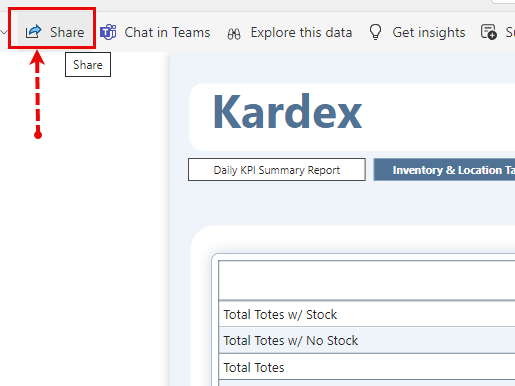 Share Chat in Teams Explore this data Get insights
Share
Kardex
Daily KPI Summary Report Inventory & Location
Total Totes w/ Stock
Total Totes w/ No Stock
Total Totes